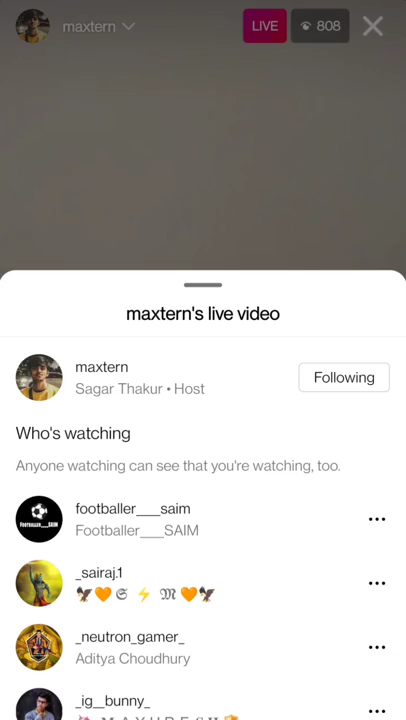 maxtern
LIVE
808
maxtern's live video
maxtern
Sagar Thakur • Host
Following
Who's watching
Anyone watching can see that you're watching, too.
footballer___saim
Footballer___SAIM
FOOTBALLER___SAIM
_sairaj.1
🦅🧡𝔖 ⚡ 𝔐🧡🦅
_neutron_gamer_
Aditya Choudhury
_ig__bunny_